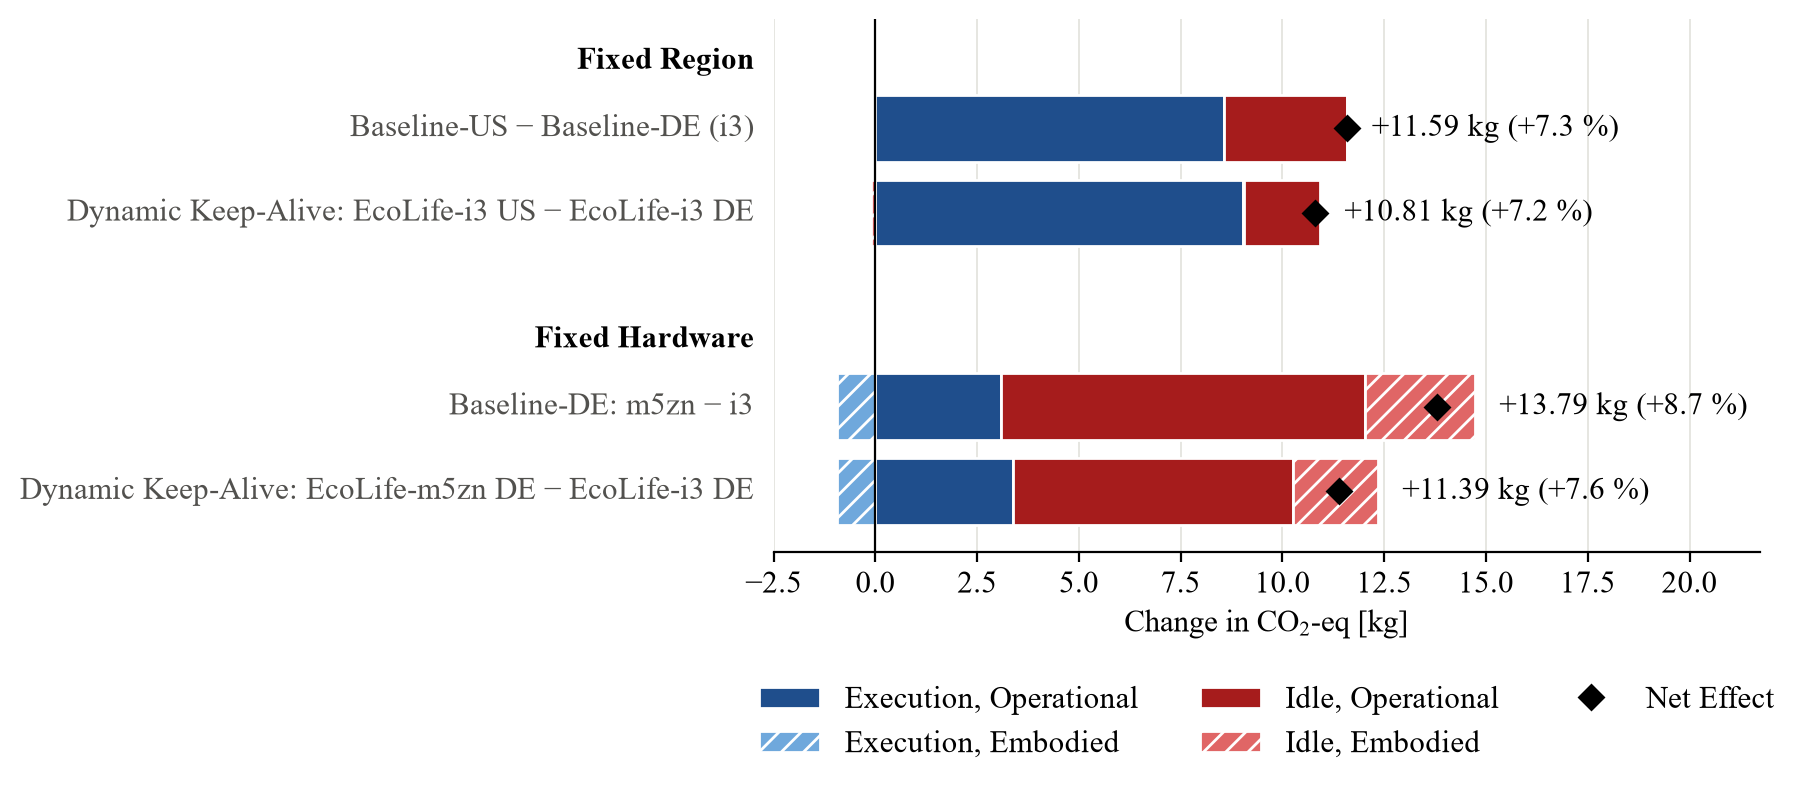 Fixed Region
Baseline-US − Baseline-DE (i3)
+11.59 kg (+7.3 %)
Dynamic Keep-Alive: EcoLife-i3 US − EcoLife-i3 DE
+10.81 kg (+7.2 %)
Fixed Hardware
Baseline-DE: m5zn − i3
+13.79 kg (+8.7 %)
Dynamic Keep-Alive: EcoLife-m5zn DE − EcoLife-i3 DE
+11.39 kg (+7.6 %)
−2.5 0.0 2.5 5.0 7.5 10.0 12.5 15.0 17.5 20.0
Change in CO₂-eq [kg]
Execution, Operational Idle, Operational Net Effect
Execution, Embodied Idle, Embodied